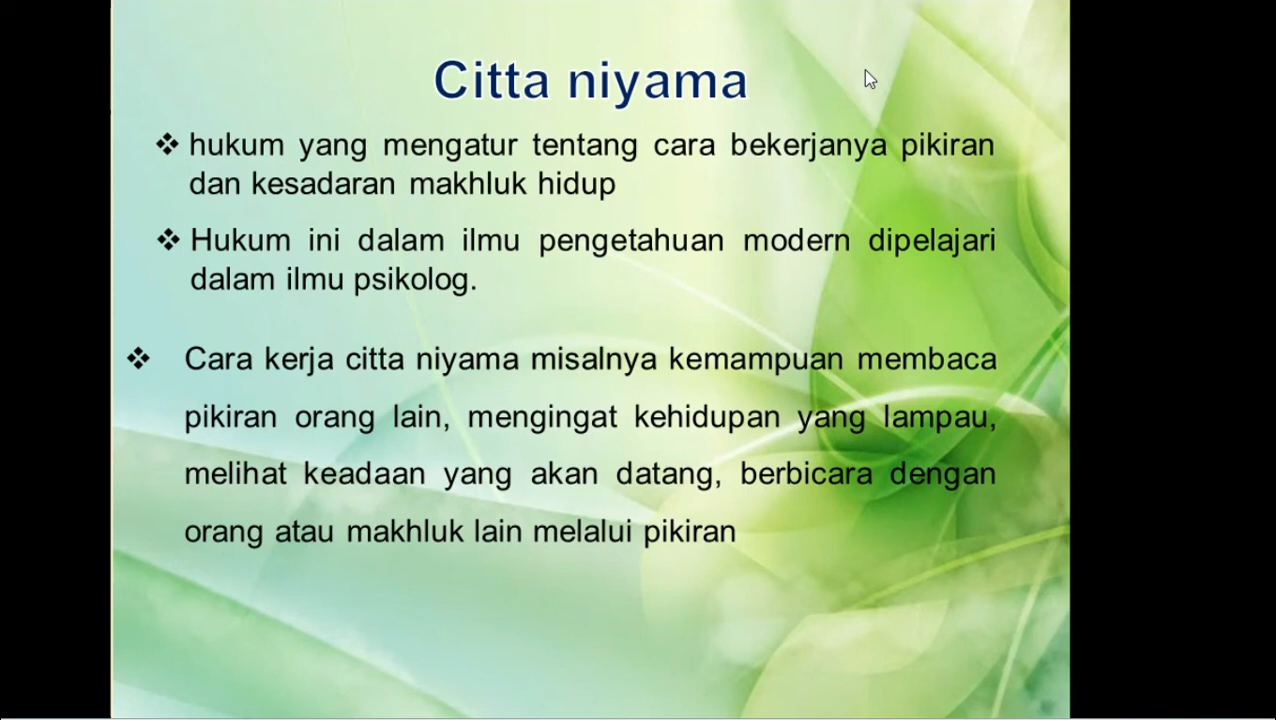 Citta niyama
❖ hukum yang mengatur tentang cara bekerjanya pikiran
dan kesadaran makhluk hidup
❖ Hukum ini dalam ilmu pengetahuan modern dipelajari
dalam ilmu psikolog.
❖ Cara kerja citta niyama misalnya kemampuan membaca
pikiran orang lain, mengingat kehidupan yang lampau,
melihat keadaan yang akan datang, berbicara dengan
orang atau makhluk lain melalui pikiran